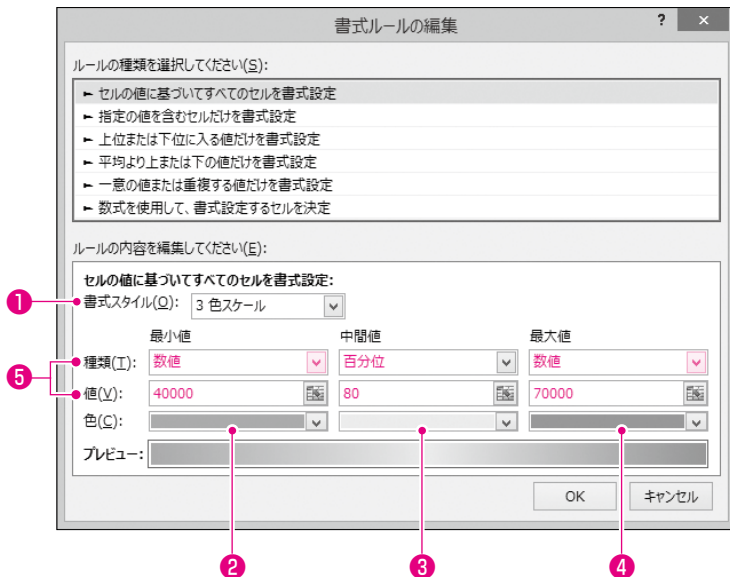 書式ルールの編集 ? ×
ルールの種類を選択してください(S):
► セルの値に基づいてすべてのセルを書式設定
► 指定の値を含むセルだけを書式設定
► 上位または下位に入る値だけを書式設定
► 平均より上または下の値だけを書式設定
► 一意の値または重複する値だけを書式設定
► 数式を使用して、書式設定するセルを決定
ルールの内容を編集してください(E):
セルの値に基づいてすべてのセルを書式設定:
❶ 書式スタイル(O): 3 色スケール
最小値 中間値 最大値
種類(T): 数値 百分位 数値
❺
値(V): 40000 80 70000
色(C):
プレビュー:
OK キャンセル
❷ ❸ ❹